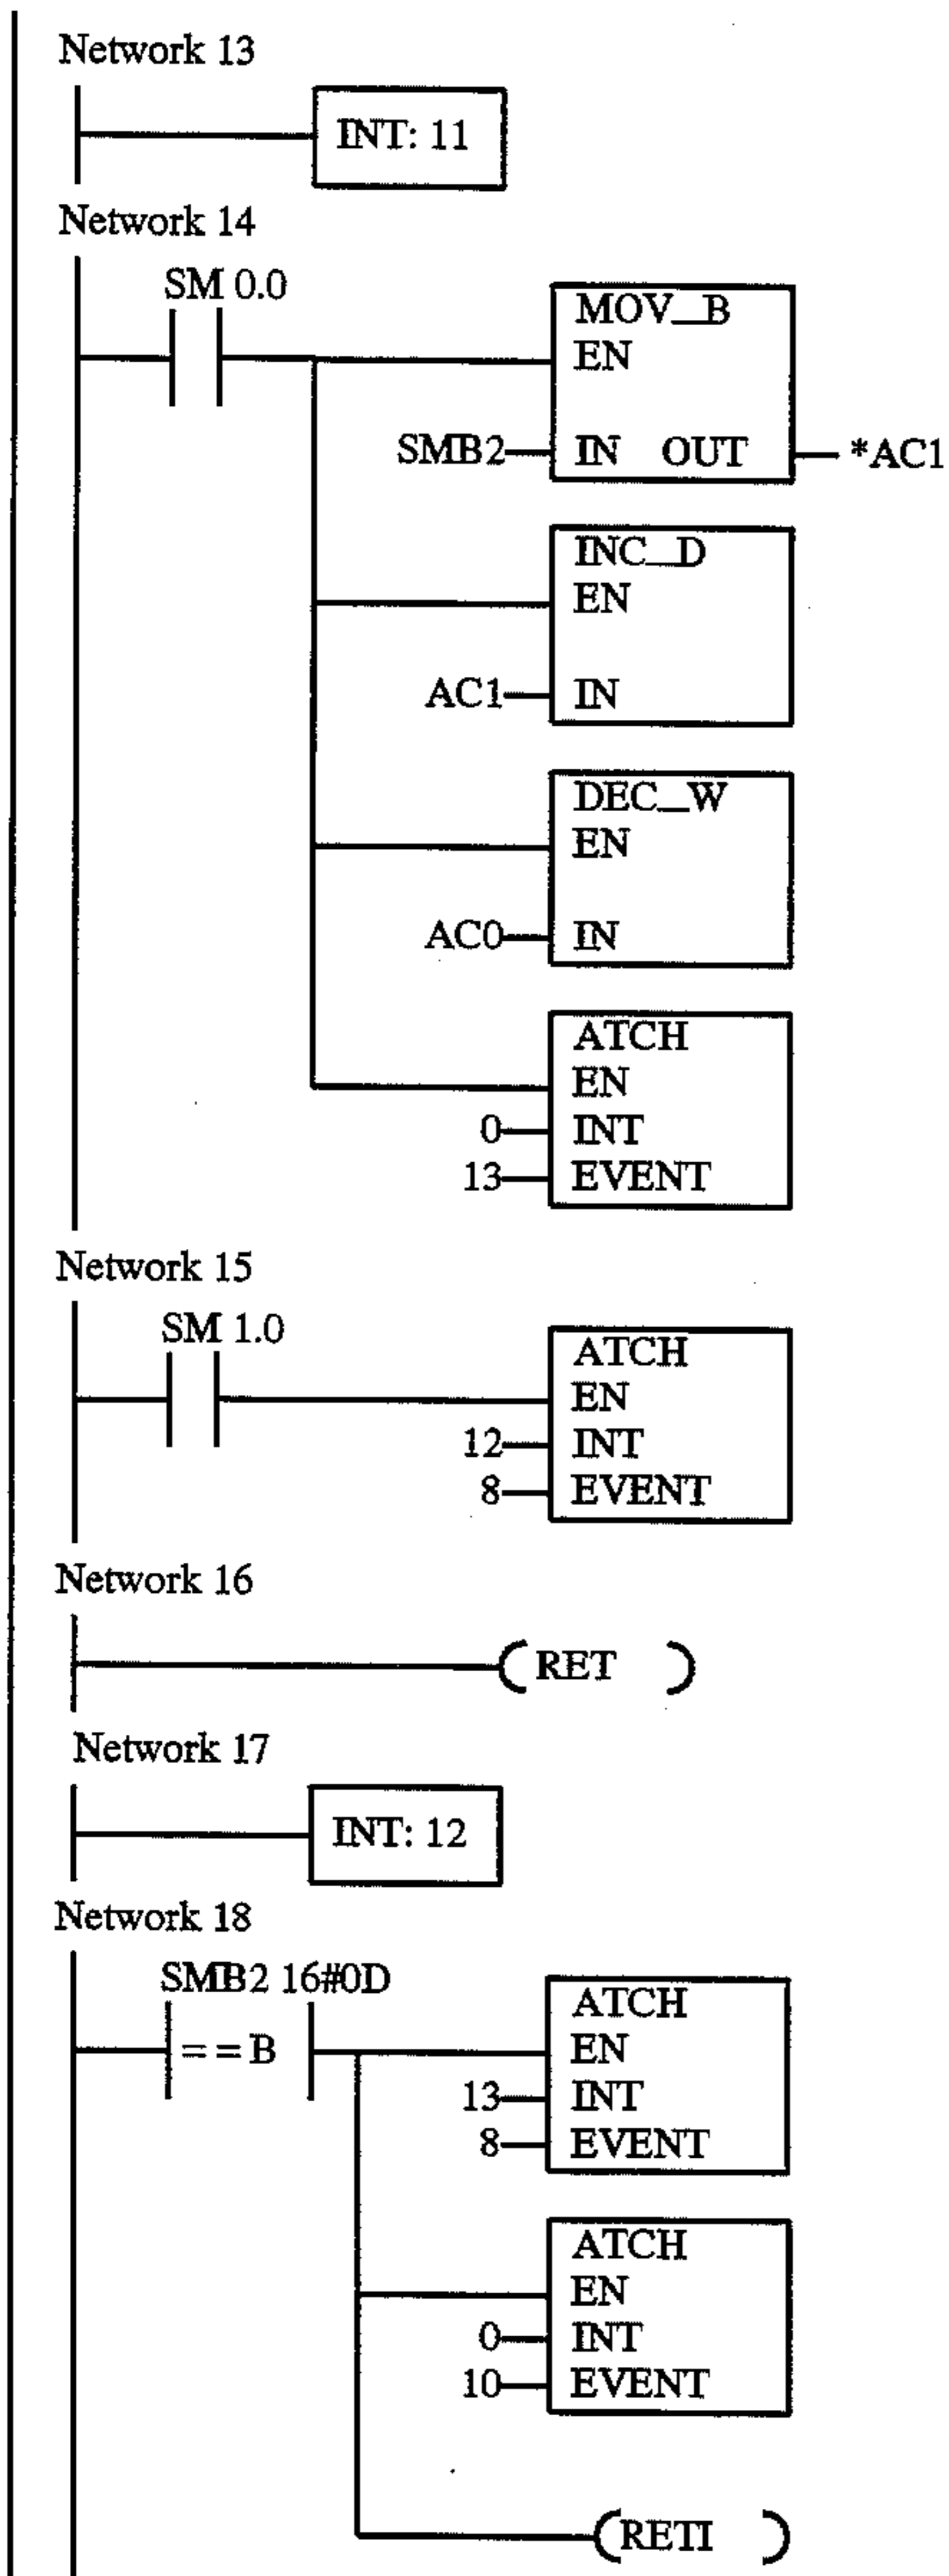 Network 13
INT: 11
Network 14
SM 0.0
MOV_B
EN
SMB2 IN OUT *AC1
INC_D
EN
AC1 IN
DEC_W
EN
AC0 IN
ATCH
EN
0 INT
13 EVENT
Network 15
SM 1.0
ATCH
EN
12 INT
8 EVENT
Network 16
( RET )
Network 17
INT: 12
Network 18
SMB2 16#0D
ATCH
EN
==B
13 INT
8 EVENT
ATCH
EN
0 INT
10 EVENT
(RETI )